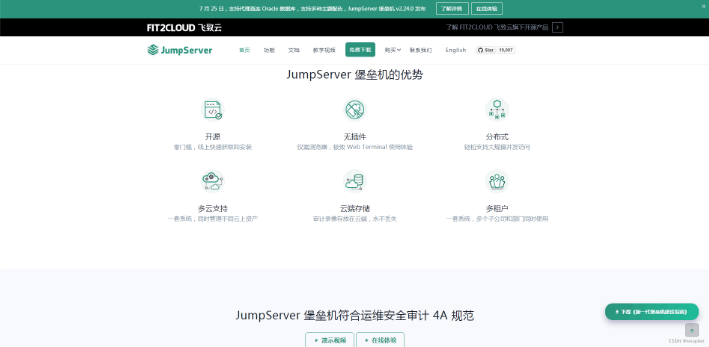 7 月 25 日，支持代理直连 Oracle 数据库，支持多种主题配色，JumpServer 堡垒机 v2.24.0 发布
了解详情
在线体验
FIT2CLOUD 飞致云
了解 FIT2CLOUD 飞致云旗下开源产品
JumpServer
首页
功能
文档
教学视频
免费下载
购买
联系我们
English
Star
JumpServer 堡垒机的优势
开源
零门槛，线上快速获取和安装
无插件
仅需浏览器，极致 Web Terminal 使用体验
分布式
轻松支持大规模并发访问
多云支持
一套系统，同时管理不同云上资产
云端存储
审计录像存放在云端，永不丢失
多租户
一套系统，多个子公司和部门同时使用
JumpServer 堡垒机符合运维安全审计 4A 规范
演示视频
在线体验
下载《新一代堡垒机建设指南》